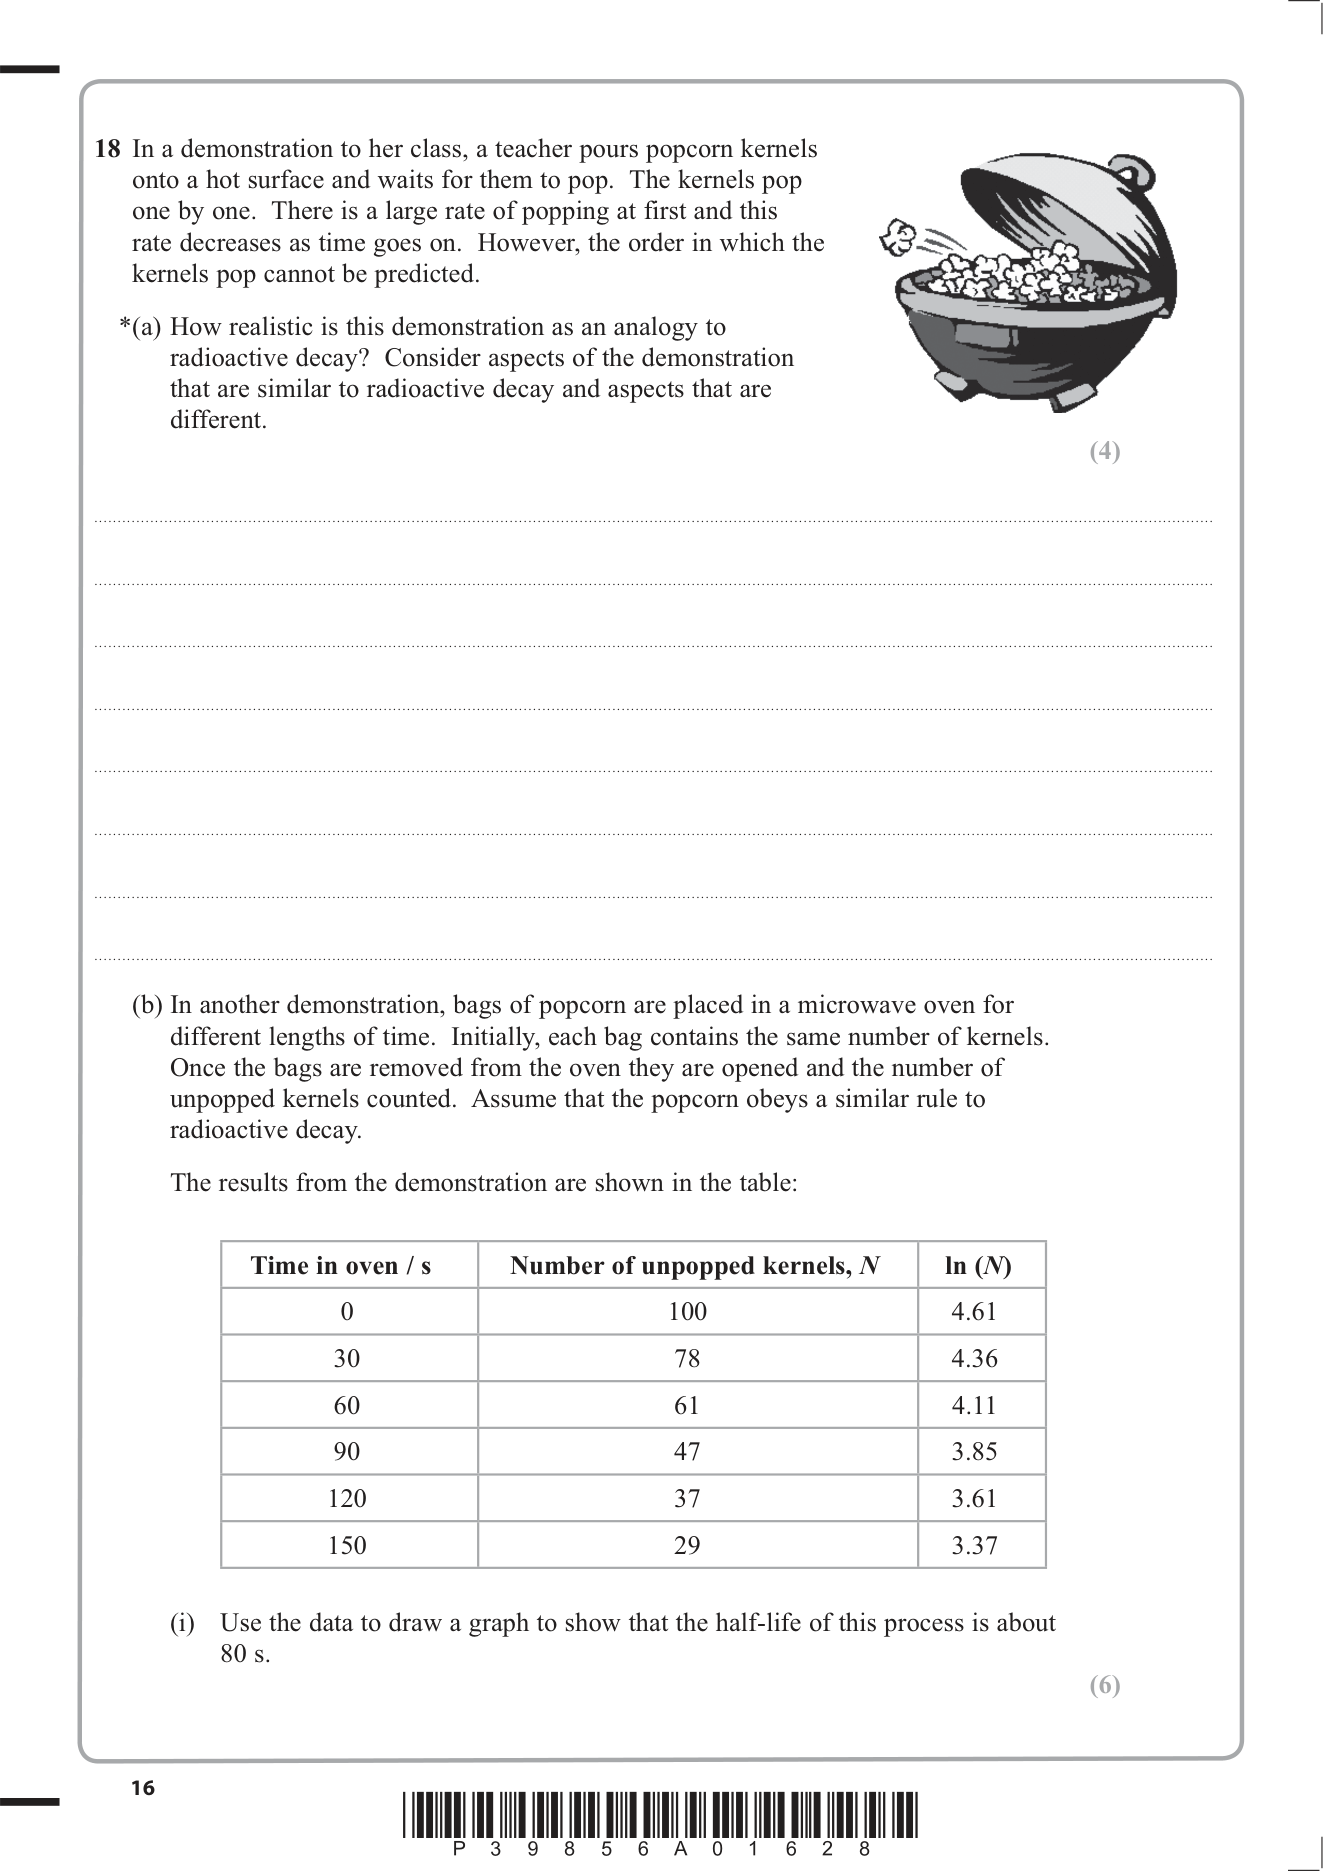 18 In a demonstration to her class, a teacher pours popcorn kernels
onto a hot surface and waits for them to pop. The kernels pop
one by one. There is a large rate of popping at first and this
rate decreases as time goes on. However, the order in which the
kernels pop cannot be predicted.
*(a) How realistic is this demonstration as an analogy to
radioactive decay? Consider aspects of the demonstration
that are similar to radioactive decay and aspects that are
different.
(4)
(b) In another demonstration, bags of popcorn are placed in a microwave oven for
different lengths of time. Initially, each bag contains the same number of kernels.
Once the bags are removed from the oven they are opened and the number of
unpopped kernels counted. Assume that the popcorn obeys a similar rule to
radioactive decay.
The results from the demonstration are shown in the table:
Time in oven / s Number of unpopped kernels, N ln (N)
0 100 4.61
30 78 4.36
60 61 4.11
90 47 3.85
120 37 3.61
150 29 3.37
(i) Use the data to draw a graph to show that the half-life of this process is about
80 s.
(6)
16
P39856A01628